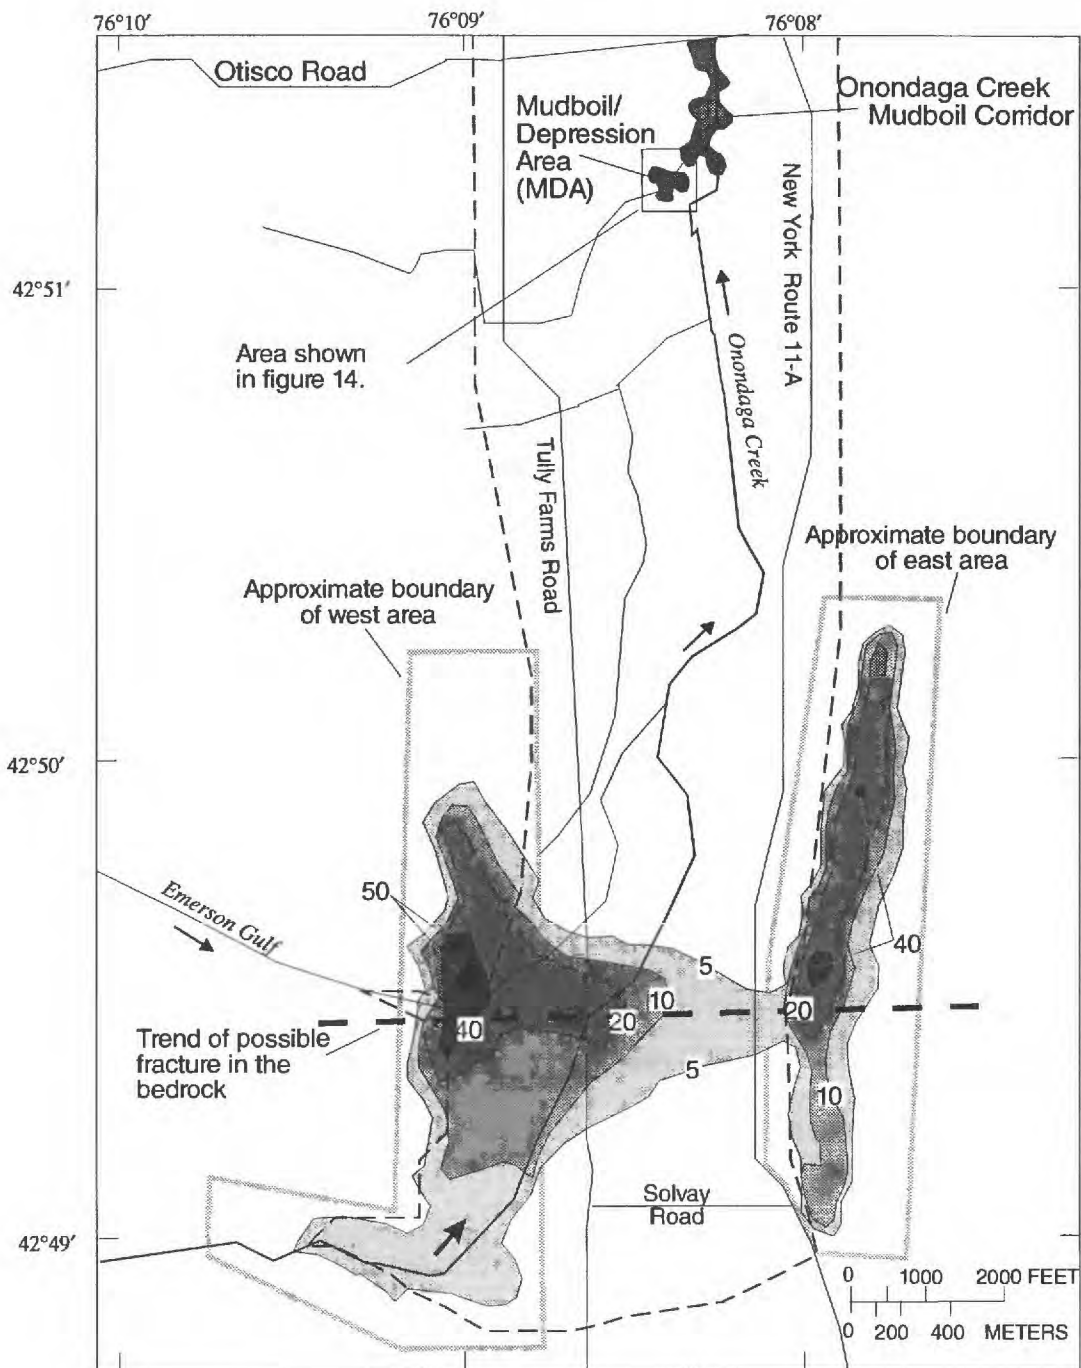 76°10′
76°09′
76°08′
Otisco Road
Mudboil/
Depression
Area
(MDA)
Onondaga Creek
Mudboil Corridor
New York Route 11-A
42°51′
Area shown
in figure 14.
Onondaga Creek
Tully Farms Road
Approximate boundary
of east area
Approximate boundary
of west area
42°50′
50
Emerson Gulf
40
5
10
20
20
40
Trend of possible
fracture in the
bedrock
5
10
Solvay
Road
42°49′
0 1000 2000 FEET
0 200 400 METERS